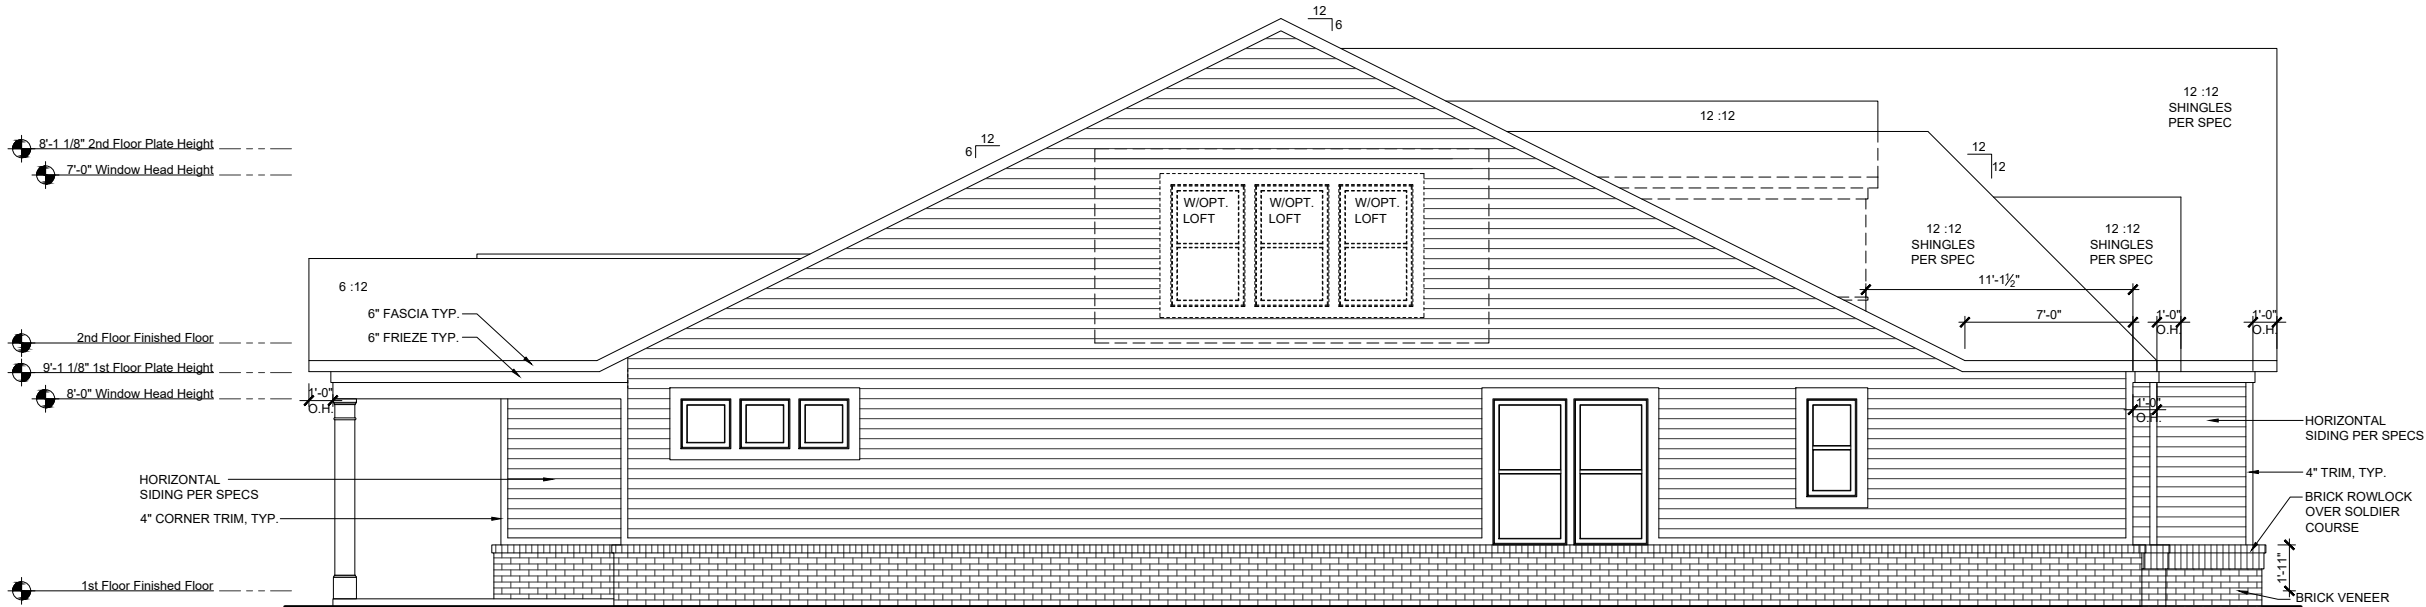 12
6
12 :12
SHINGLES
PER SPEC
12 :12
8'-1 1/8" 2nd Floor Plate Height
12
6
12
12
7'-0" Window Head Height
W/OPT.
LOFT
W/OPT.
LOFT
W/OPT.
LOFT
12 :12
SHINGLES
PER SPEC
12 :12
SHINGLES
PER SPEC
11'-1½"
6 :12
6" FASCIA TYP.
7'-0"
1'-0"
O.H.
1'-0"
O.H.
2nd Floor Finished Floor
6" FRIEZE TYP.
9'-1 1/8" 1st Floor Plate Height
8'-0" Window Head Height
1'-0"
O.H.
1'-0"
O.H.
HORIZONTAL
SIDING PER SPECS
HORIZONTAL
SIDING PER SPECS
4" TRIM, TYP.
4" CORNER TRIM, TYP.
BRICK ROWLOCK
OVER SOLDIER
COURSE
1'-11"
1st Floor Finished Floor
BRICK VENEER